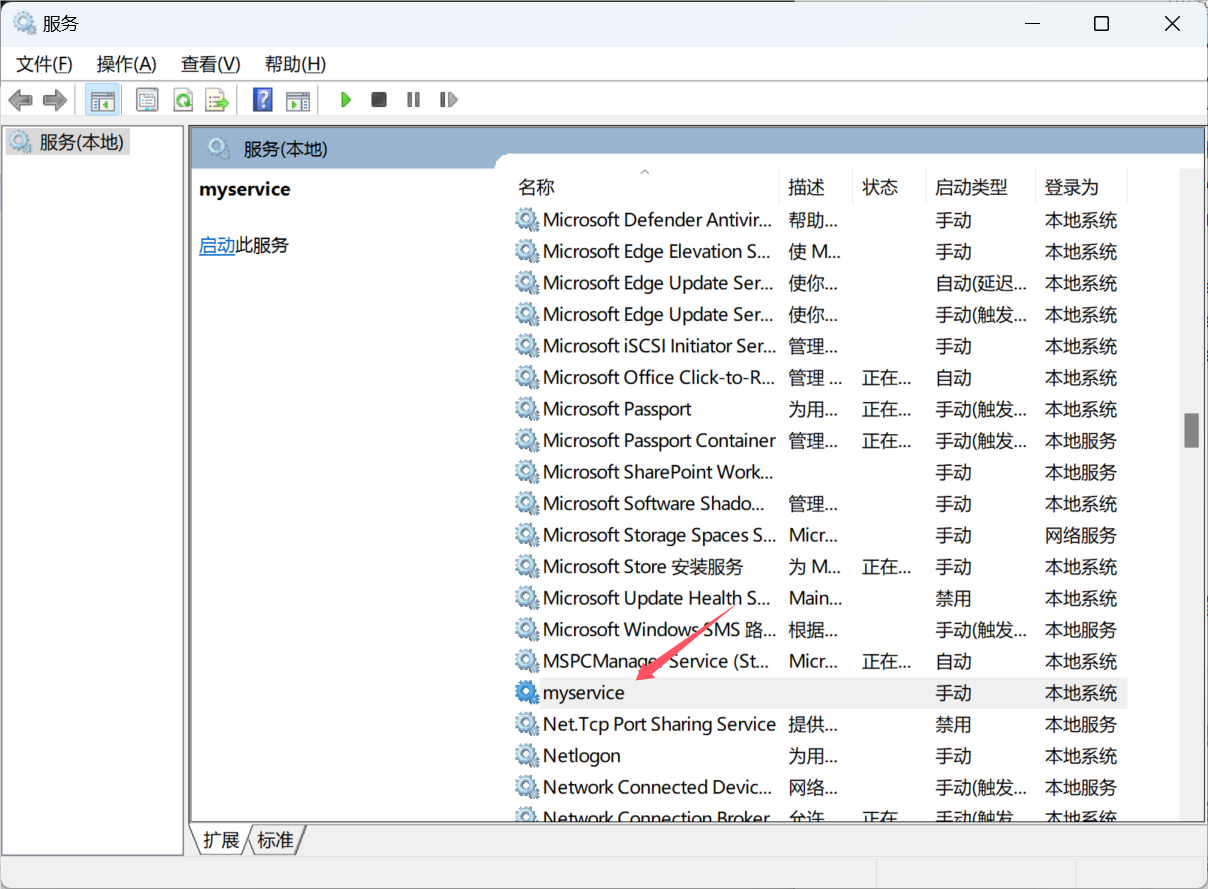 服务
文件(F) 操作(A) 查看(V) 帮助(H)
服务(本地)
服务(本地)
myservice
启动此服务
名称 描述 状态 启动类型 登录为
Microsoft Defender Antivir... 帮助... 手动 本地系统
Microsoft Edge Elevation S... 使 M... 手动 本地系统
Microsoft Edge Update Ser... 使你... 自动(延迟... 本地系统
Microsoft Edge Update Ser... 使你... 手动(触发... 本地系统
Microsoft iSCSI Initiator Ser... 管理... 手动 本地系统
Microsoft Office Click-to-R... 管理 ... 正在... 自动 本地系统
Microsoft Passport 为用... 正在... 手动(触发... 本地系统
Microsoft Passport Container 管理... 正在... 手动(触发... 本地服务
Microsoft SharePoint Work... 手动 本地服务
Microsoft Software Shado... 管理... 手动 本地系统
Microsoft Storage Spaces S... Micr... 手动 网络服务
Microsoft Store 安装服务 为 M... 正在... 手动 本地系统
Microsoft Update Health S... Main... 禁用 本地系统
Microsoft Windows SMS 路... 根据... 手动(触发... 本地服务
MSPCManager Service (St... Micr... 正在... 自动 本地系统
myservice 手动 本地系统
Net.Tcp Port Sharing Service 提供... 禁用 本地服务
Netlogon 为用... 手动 本地系统
Network Connected Devic... 网络... 手动(触发... 本地服务
Network Connection Broker 允许 正在 手动(触发 本地系统
扩展 标准